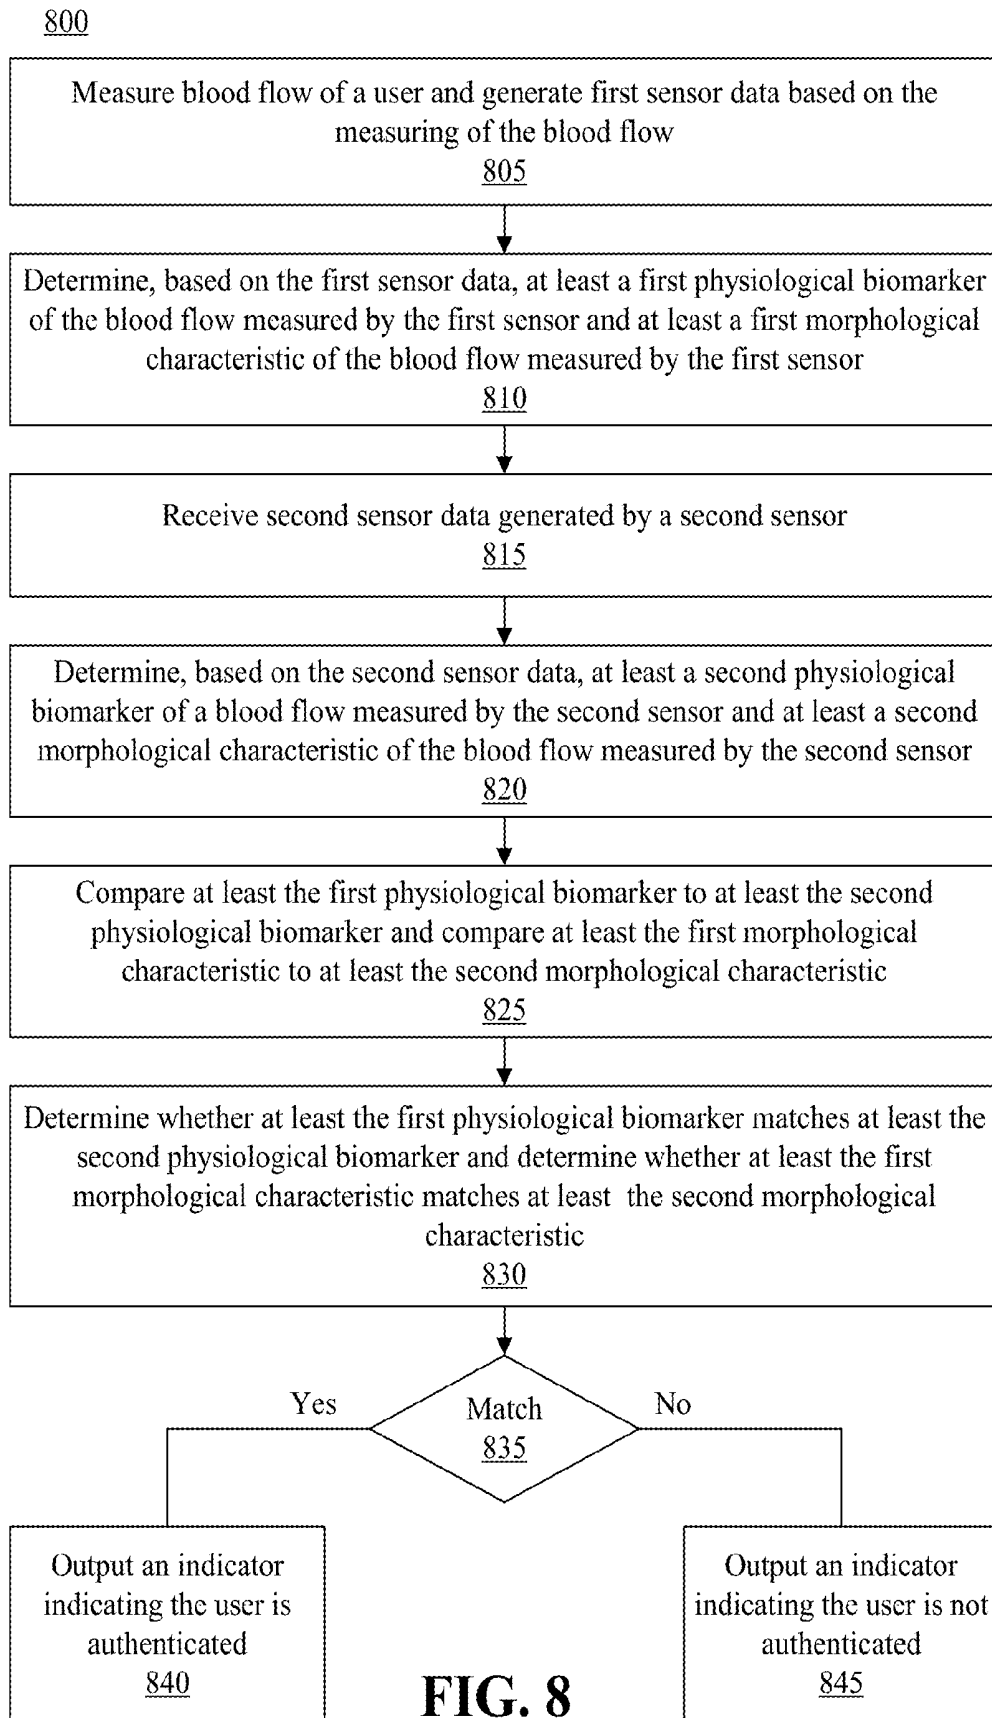 800
Measure blood flow of a user and generate first sensor data based on the
measuring of the blood flow
805
Determine, based on the first sensor data, at least a first physiological biomarker
of the blood flow measured by the first sensor and at least a first morphological
characteristic of the blood flow measured by the first sensor
810
Receive second sensor data generated by a second sensor
815
Determine, based on the second sensor data, at least a second physiological
biomarker of a blood flow measured by the second sensor and at least a second
morphological characteristic of the blood flow measured by the second sensor
820
Compare at least the first physiological biomarker to at least the second
physiological biomarker and compare at least the first morphological
characteristic to at least the second morphological characteristic
825
Determine whether at least the first physiological biomarker matches at least the
second physiological biomarker and determine whether at least the first
morphological characteristic matches at least the second morphological
characteristic
830
Yes
Match
835
No
Output an indicator
indicating the user is
authenticated
840
Output an indicator
indicating the user is not
authenticated
845
FIG. 8